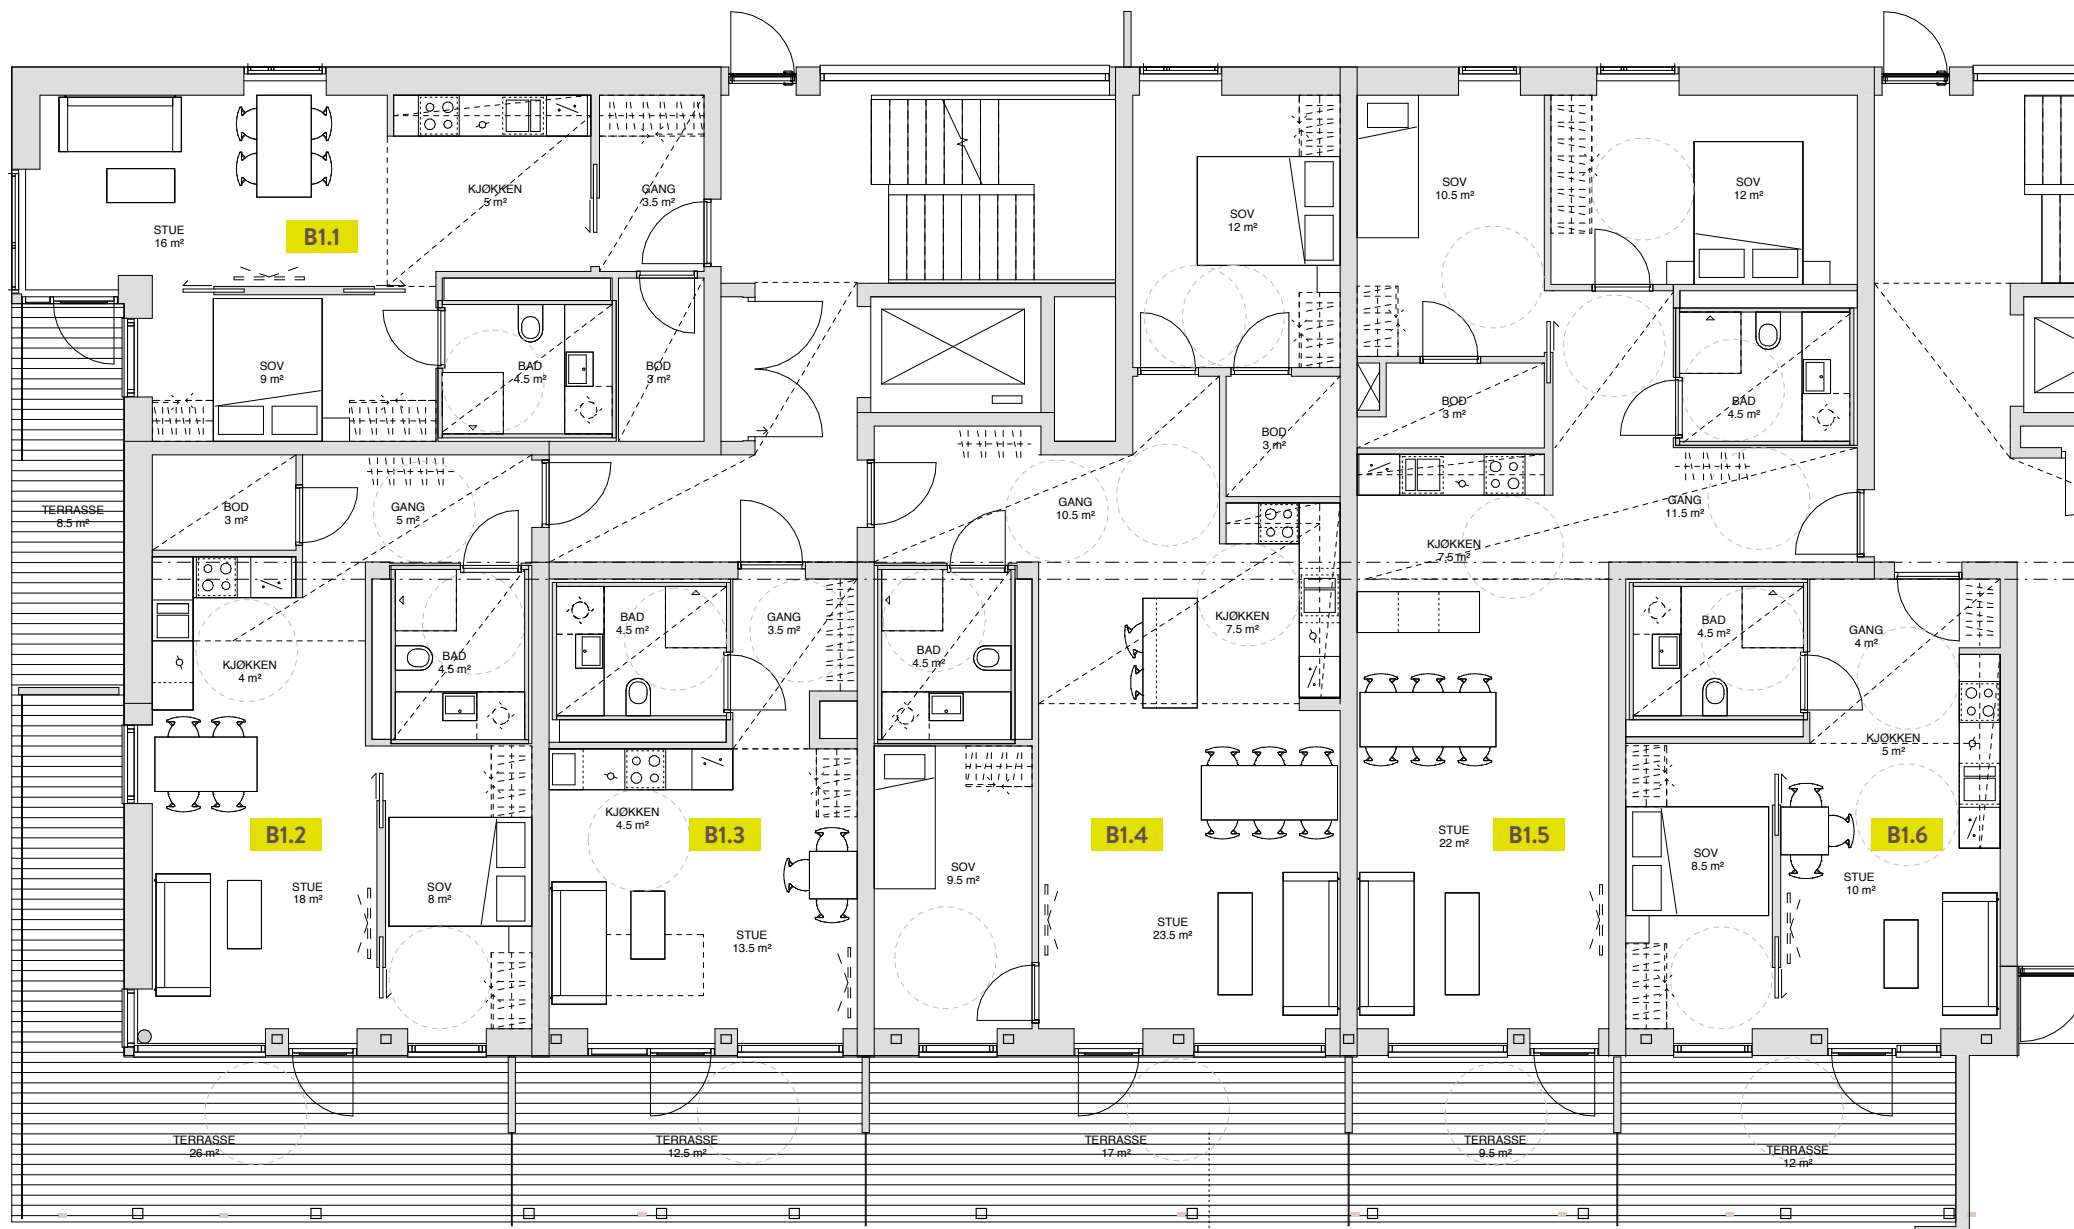 STUE
16 m²
B1.1
KJØKKEN
5 m²
GANG
3.5 m²
SOV
9 m²
BAD
4.5 m²
BOD
3 m²
TERRASSE
8.5 m²
SOV
12 m²
SOV
10.5 m²
SOV
12 m²
BOD
3 m²
BAD
4.5 m²
BOD
3 m²
BOD
3 m²
GANG
5 m²
GANG
10.5 m²
GANG
11.5 m²
KJØKKEN
7.5 m²
KJØKKEN
4 m²
BAD
4.5 m²
BAD
4.5 m²
GANG
3.5 m²
BAD
4.5 m²
KJØKKEN
7.5 m²
BAD
4.5 m²
GANG
4 m²
KJØKKEN
5 m²
B1.2
KJØKKEN
4.5 m²
B1.3
B1.4
STUE
22 m²
B1.5
B1.6
STUE
18 m²
SOV
8 m²
STUE
13.5 m²
SOV
9.5 m²
STUE
23.5 m²
SOV
8.5 m²
STUE
10 m²
TERRASSE
26 m²
TERRASSE
12.5 m²
TERRASSE
17 m²
TERRASSE
9.5 m²
TERRASSE
12 m²